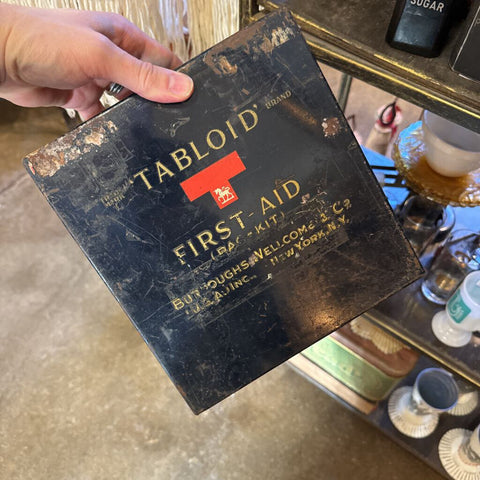 "TABLOID" BRAND
FIRST-AID
BURROUGHS WELLCOME & Co
NEW YORK, N.Y.
SUGAR